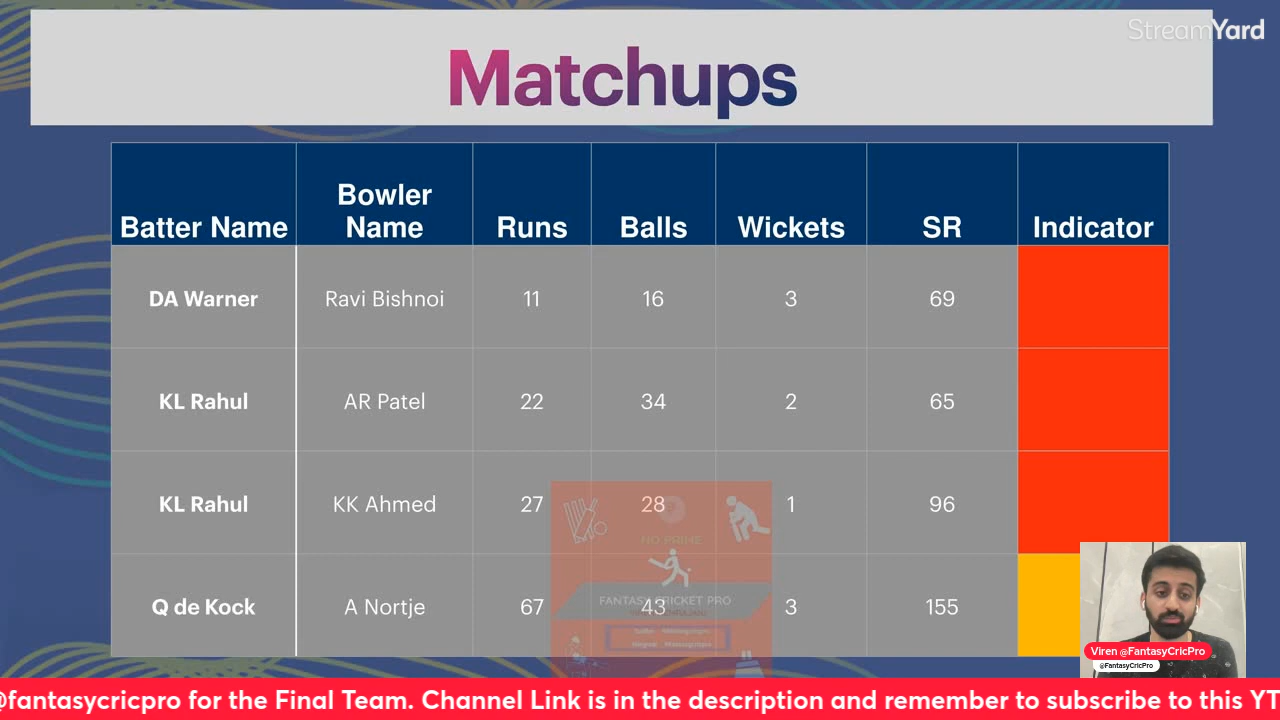 StreamYard
Matchups
Batter Name Bowler Name Runs Balls Wickets SR Indicator
DA Warner Ravi Bishnoi 11 16 3 69
KL Rahul AR Patel 22 34 2 65
KL Rahul KK Ahmed 27 28 1 96
NO PRIME
Q de Kock A Nortje 67 43 3 155
FANTASY CRICKET PRO
Viren @FantasyCricPro
@FantasyCricPro
@fantasycricpro for the Final Team. Channel Link is in the description and remember to subscribe to this YT